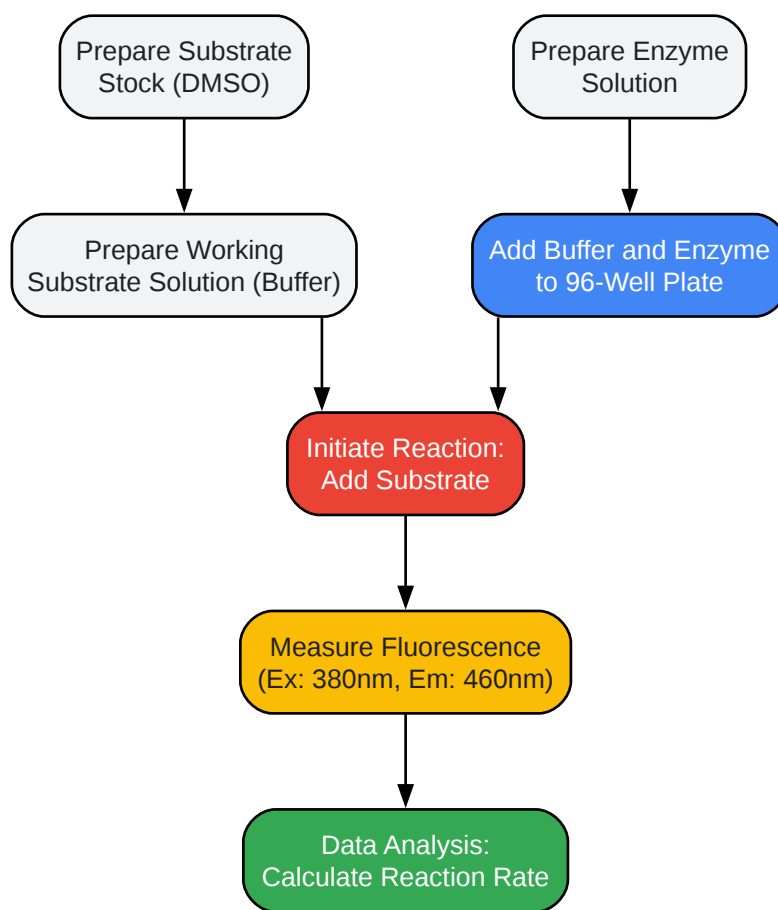 Prepare Substrate
Stock (DMSO)
Prepare Enzyme
Solution
Prepare Working
Substrate Solution (Buffer)
Add Buffer and Enzyme
to 96-Well Plate
Initiate Reaction:
Add Substrate
Measure Fluorescence
(Ex: 380nm, Em: 460nm)
Data Analysis:
Calculate Reaction Rate